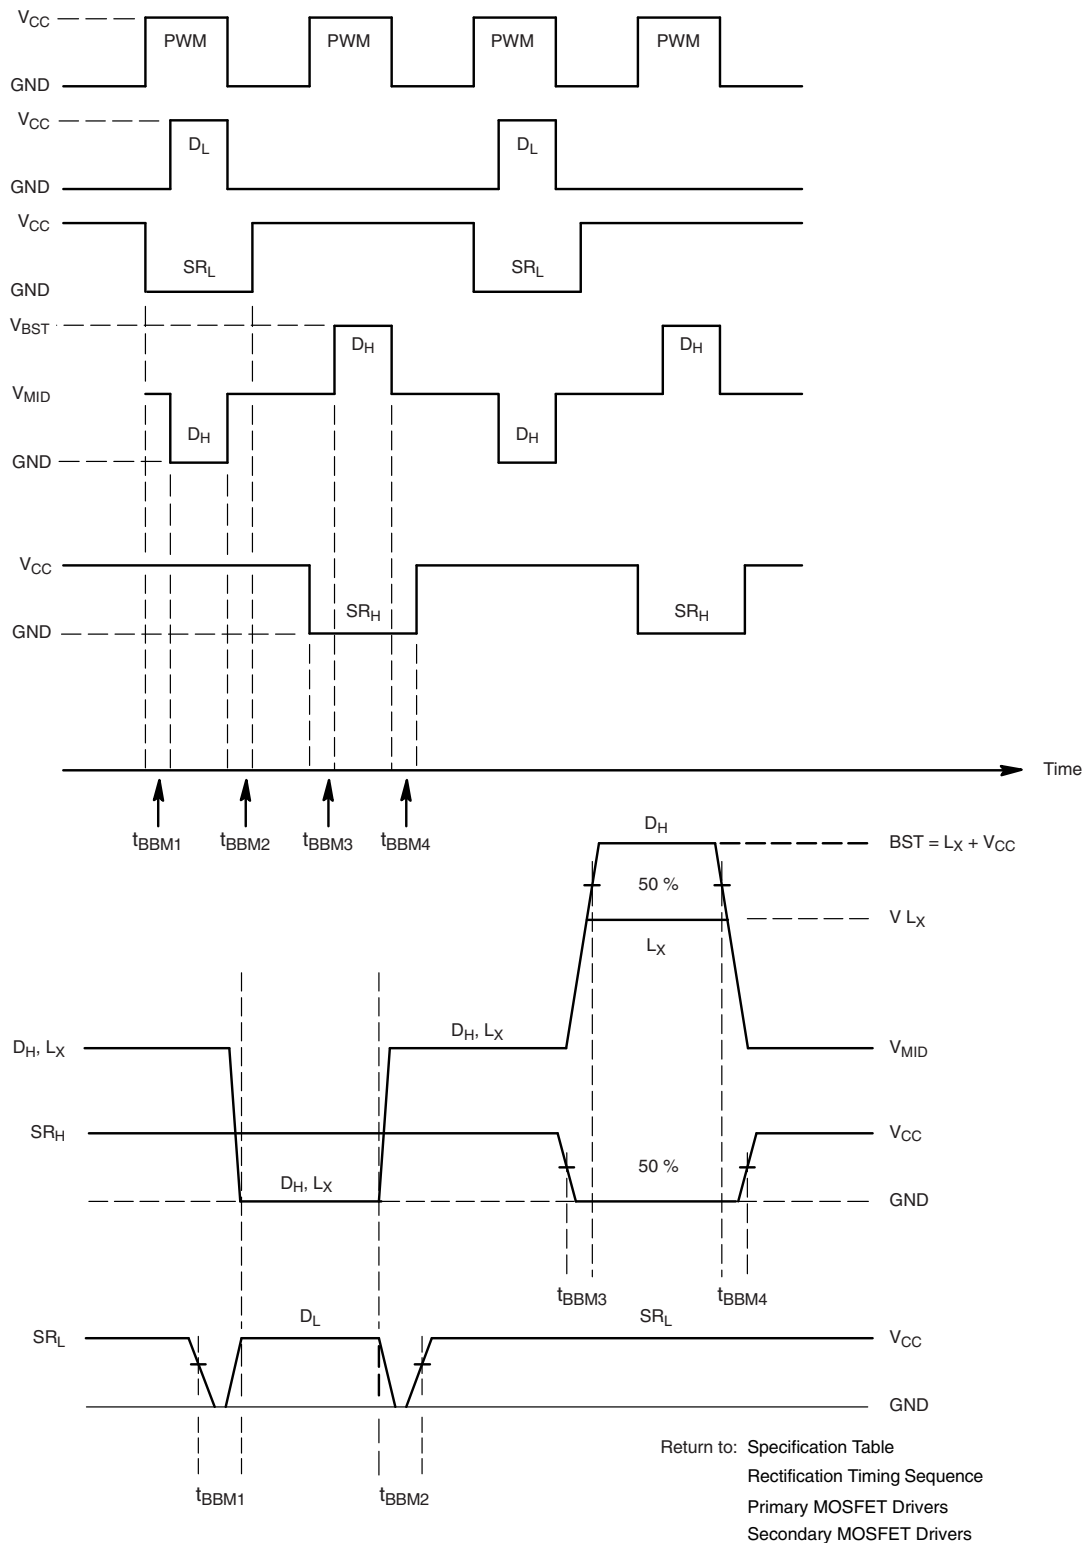 VCC
PWM PWM PWM PWM
GND
VCC
DL DL
GND
VCC
SRL SRL
GND
VBST
DH DH
VMID
DH DH
GND
VCC
SRH SRH
GND
Time
tBBM1 tBBM2 tBBM3 tBBM4
DH
BST = LX + VCC
50 %
V LX
LX
DH, LX
DH, LX
VMID
SRH
VCC
50 %
DH, LX
GND
tBBM3 tBBM4
DL
SRL
SRL
VCC
GND
Return to: Specification Table
Rectification Timing Sequence
Primary MOSFET Drivers
Secondary MOSFET Drivers
tBBM1 tBBM2